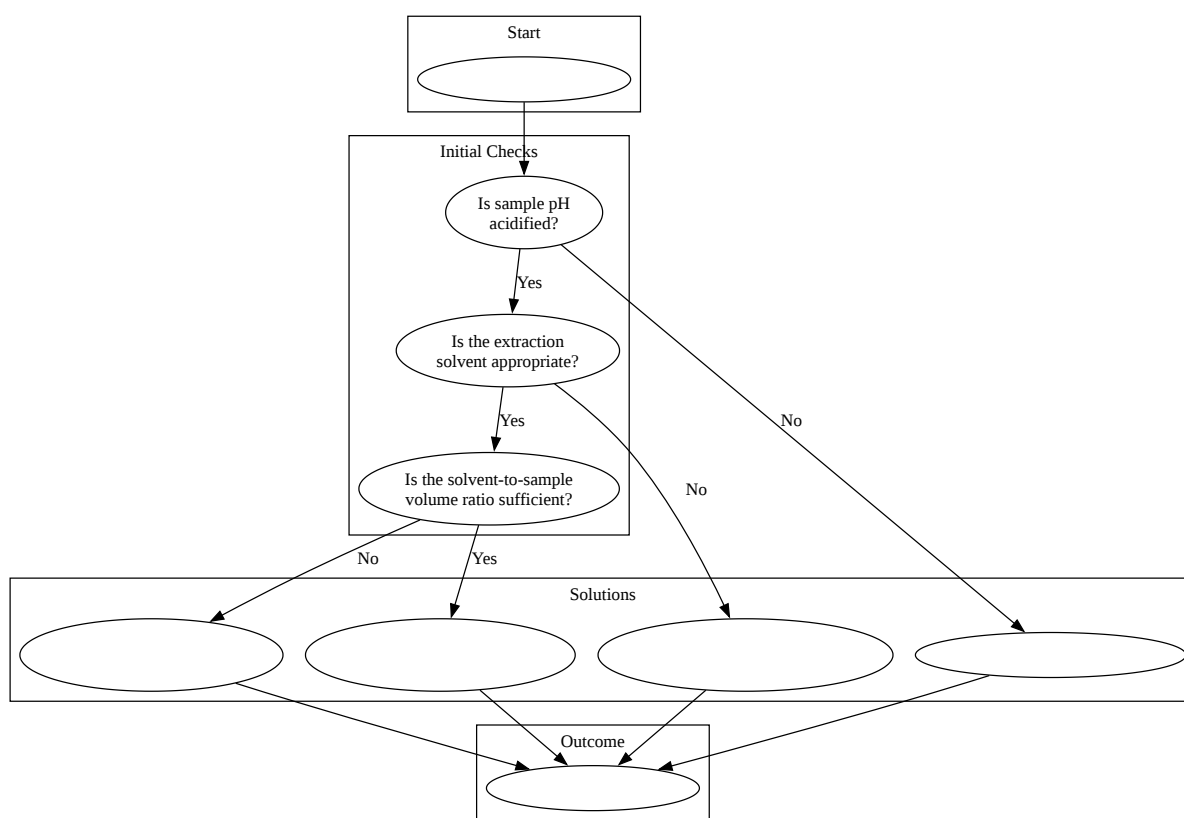 Start
Initial Checks
Is sample pH
acidified?
Yes
Is the extraction
solvent appropriate?
Yes
No
Is the solvent-to-sample
volume ratio sufficient?
No
No
Yes
Solutions
Outcome